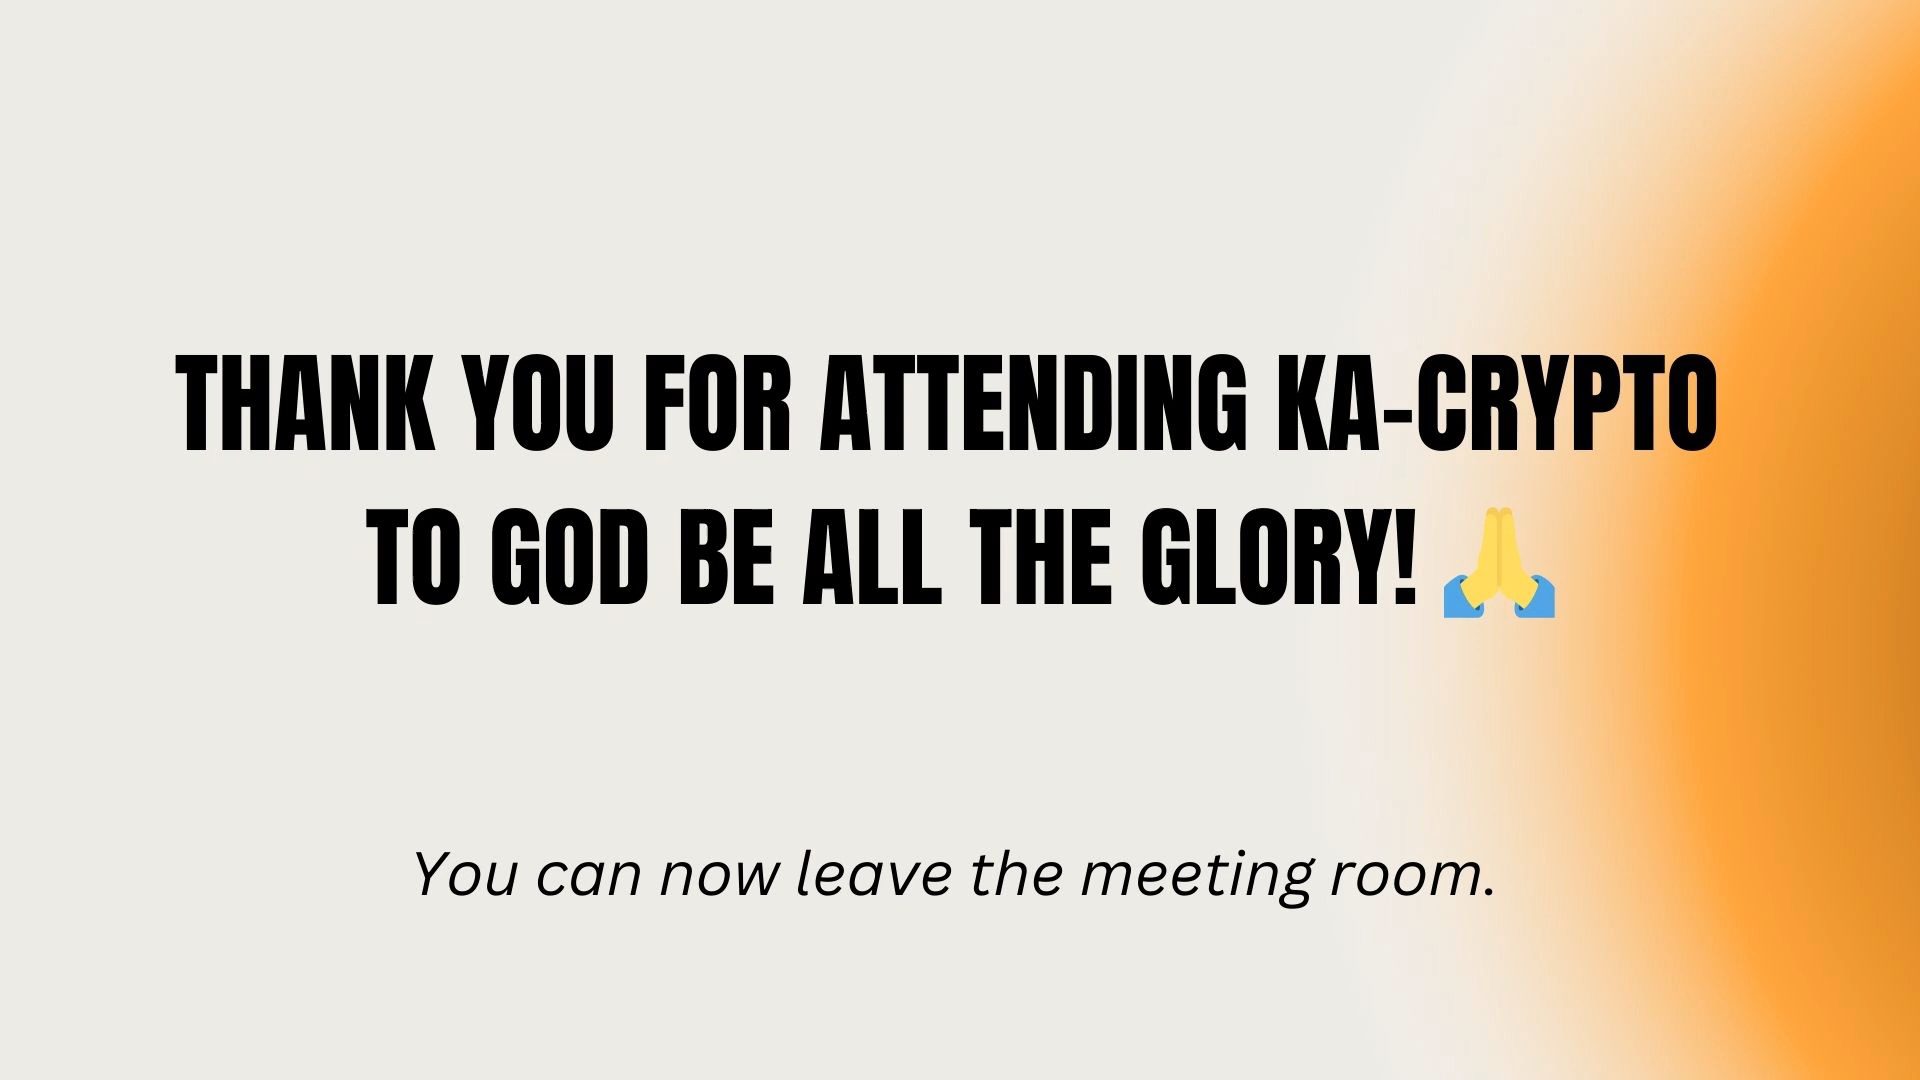 THANK YOU FOR ATTENDING KA-CRYPTO
TO GOD BE ALL THE GLORY! 🙏
You can now leave the meeting room.